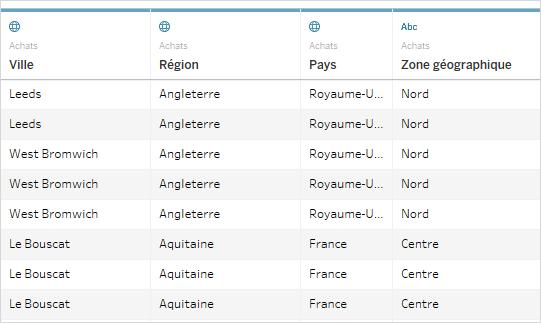 Abc
Achats Achats Achats Achats
Ville Région Pays Zone géographique
Leeds Angleterre Royaume-U... Nord
Leeds Angleterre Royaume-U... Nord
West Bromwich Angleterre Royaume-U... Nord
West Bromwich Angleterre Royaume-U... Nord
West Bromwich Angleterre Royaume-U... Nord
Le Bouscat Aquitaine France Centre
Le Bouscat Aquitaine France Centre
Le Bouscat Aquitaine France Centre